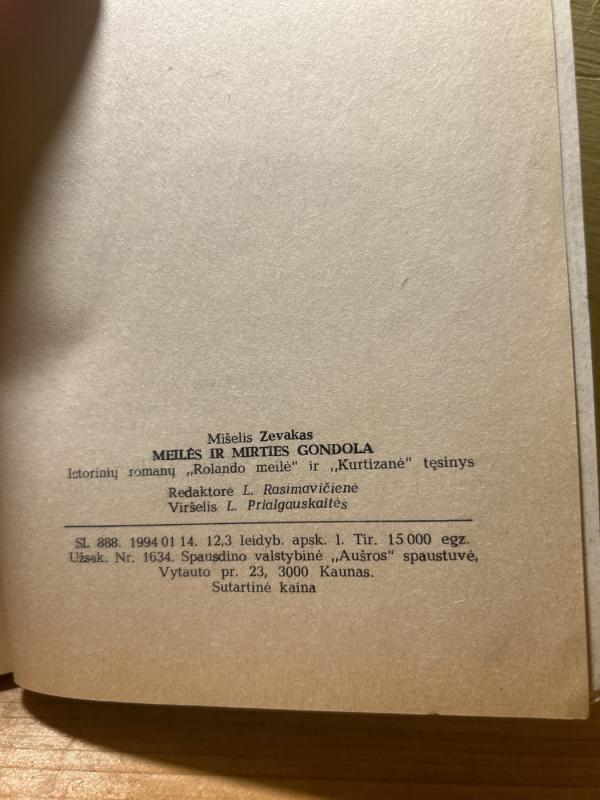 Mišelis Zevakas
MEILĖS IR MIRTIES GONDOLA
Istorinių romanų „Rolando meilė" ir „Kurtizanė" tęsinys
Redaktorė L. Rasimavičienė
Viršelis L. Prialgauskaitės
SL 888. 1994 01 14. 12,3 leidyb. apsk. l. Tir. 15 000 egz.
Užsak. Nr. 1634. Spausdino valstybinė „Aušros" spaustuvė,
Vytauto pr. 23, 3000 Kaunas.
Sutartinė kaina